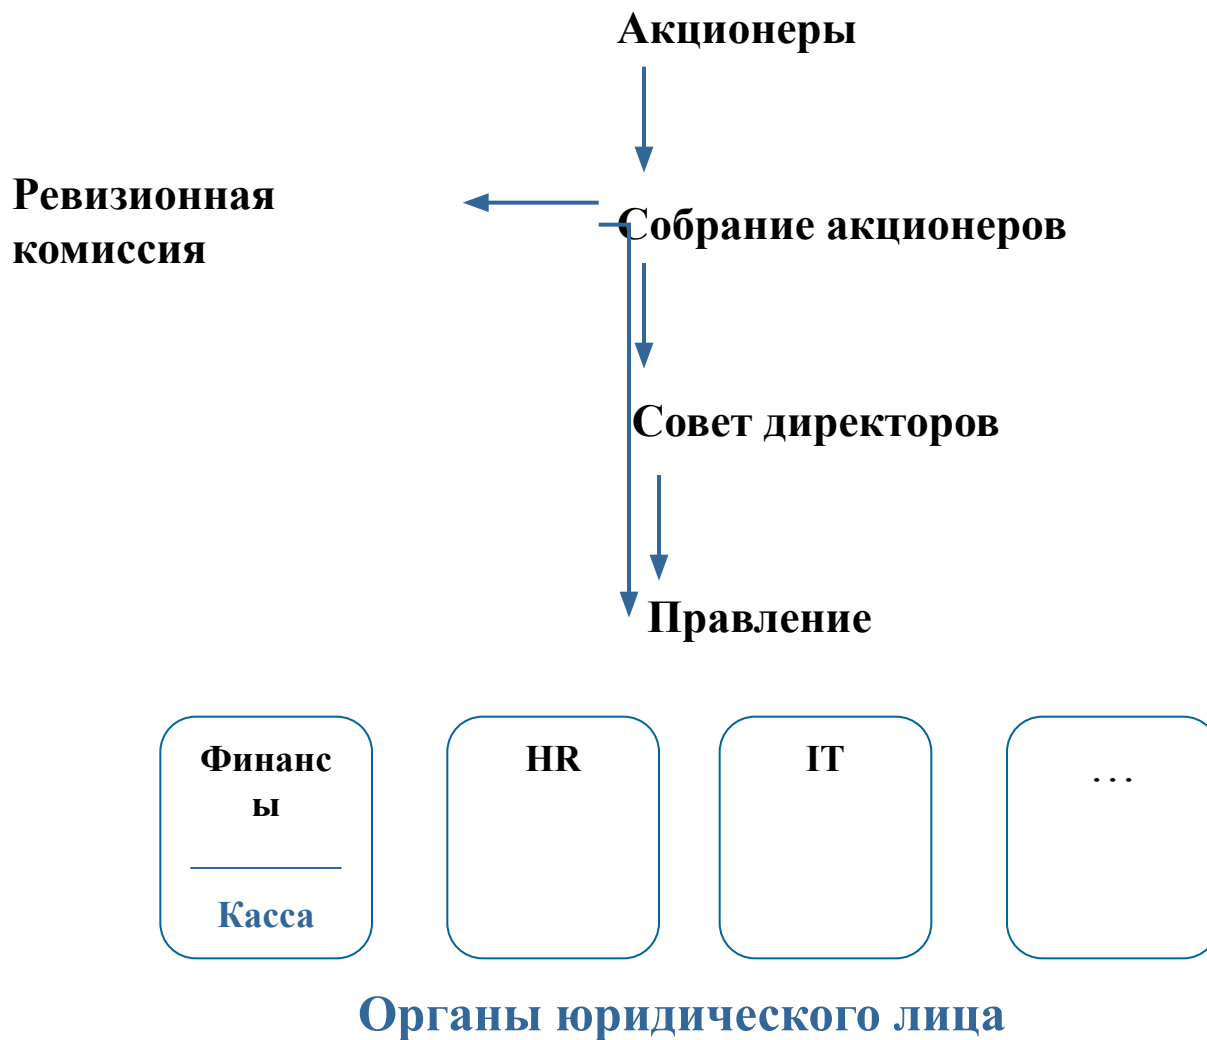 Акционеры
Ревизионная
комиссия
Собрание акционеров
Совет директоров
Правление
Финанс
ы
Касса
HR
IT
...
Органы юридического лица